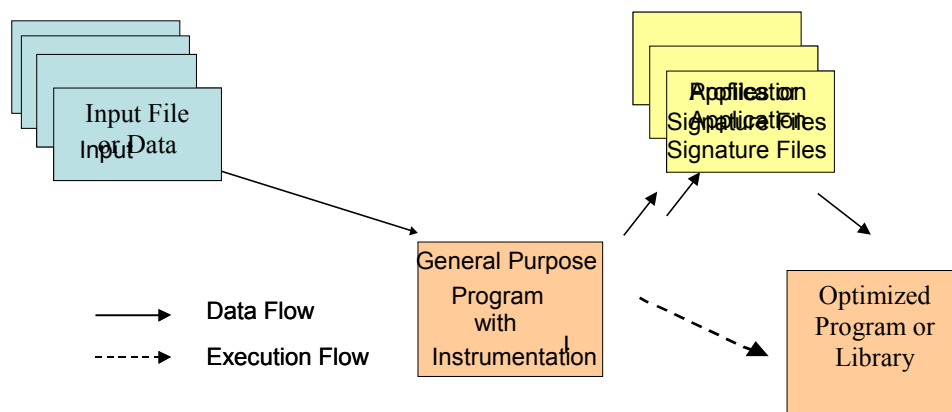 Input File
or Data
Input
Profiles or
Application
Application
Signature Files
Signature Files
General Purpose
Program
with
Instrumentation
Optimized
Program or
Library
Data Flow
Execution Flow